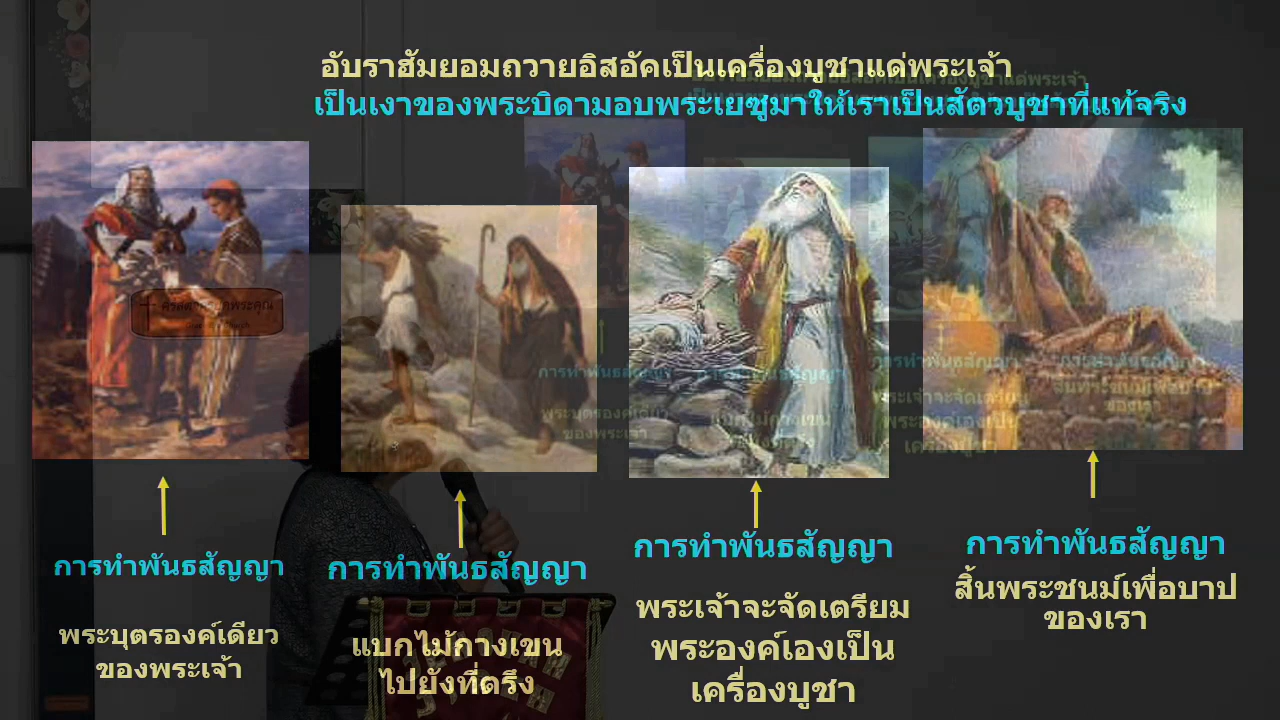 อับราฮัมยอมถวายอิสอัคเป็นเครื่องบูชาแด่พระเจ้า
เป็นเงาของพระบิดามอบพระเยซูมาให้เราเป็นสัตวบูชาที่แท้จริง
การทำพันธสัญญา
พระบุตรองค์เดียว
ของพระเจ้า
การทำพันธสัญญา
แบกไม้กางเขน
ไปยังที่ตรึง
การทำพันธสัญญา
พระเจ้าจะจัดเตรียม
พระองค์เองเป็น
เครื่องบูชา
การทำพันธสัญญา
สิ้นพระชนม์เพื่อบาป
ของเรา